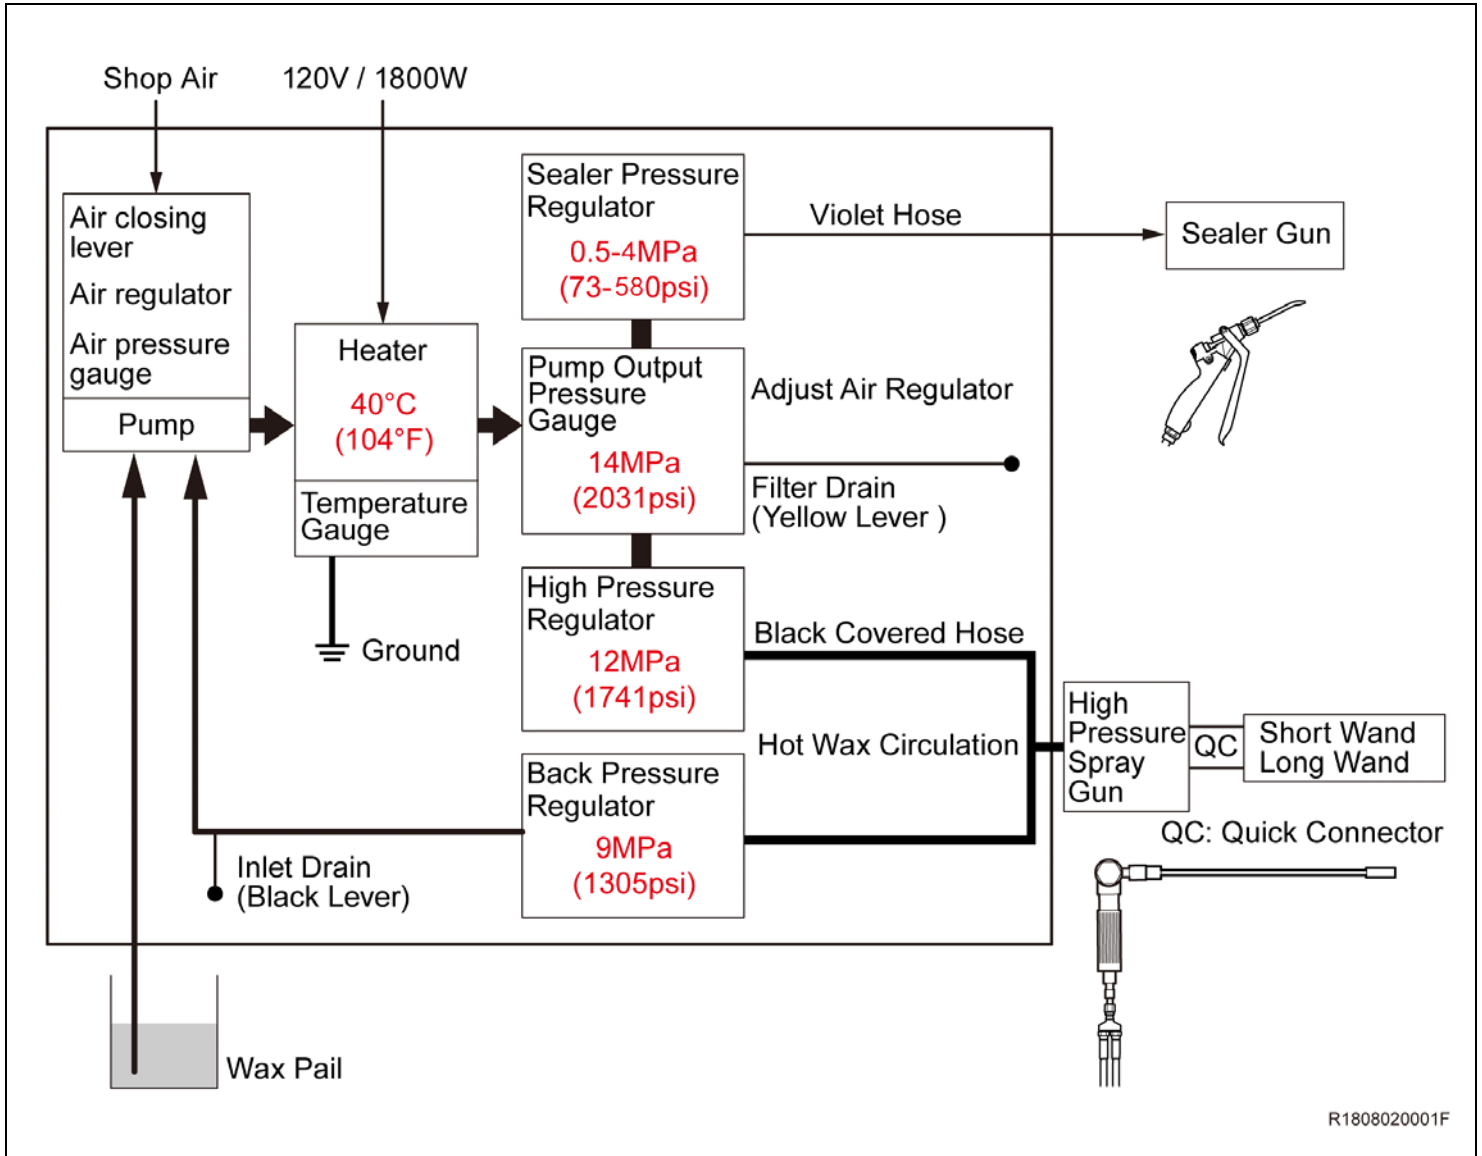 Shop Air
120V / 1800W
Air closing
lever
Air regulator
Air pressure
gauge
Pump
Heater
40°C
(104°F)
Temperature
Gauge
Ground
Sealer Pressure
Regulator
0.5-4MPa
(73-580psi)
Violet Hose
Sealer Gun
Pump Output
Pressure
Gauge
14MPa
(2031psi)
Adjust Air Regulator
Filter Drain
(Yellow Lever )
High Pressure
Regulator
12MPa
(1741psi)
Black Covered Hose
Hot Wax Circulation
High
Pressure
Spray
Gun
QC
Short Wand
Long Wand
QC: Quick Connector
Back Pressure
Regulator
9MPa
(1305psi)
Inlet Drain
(Black Lever)
Wax Pail
R1808020001F